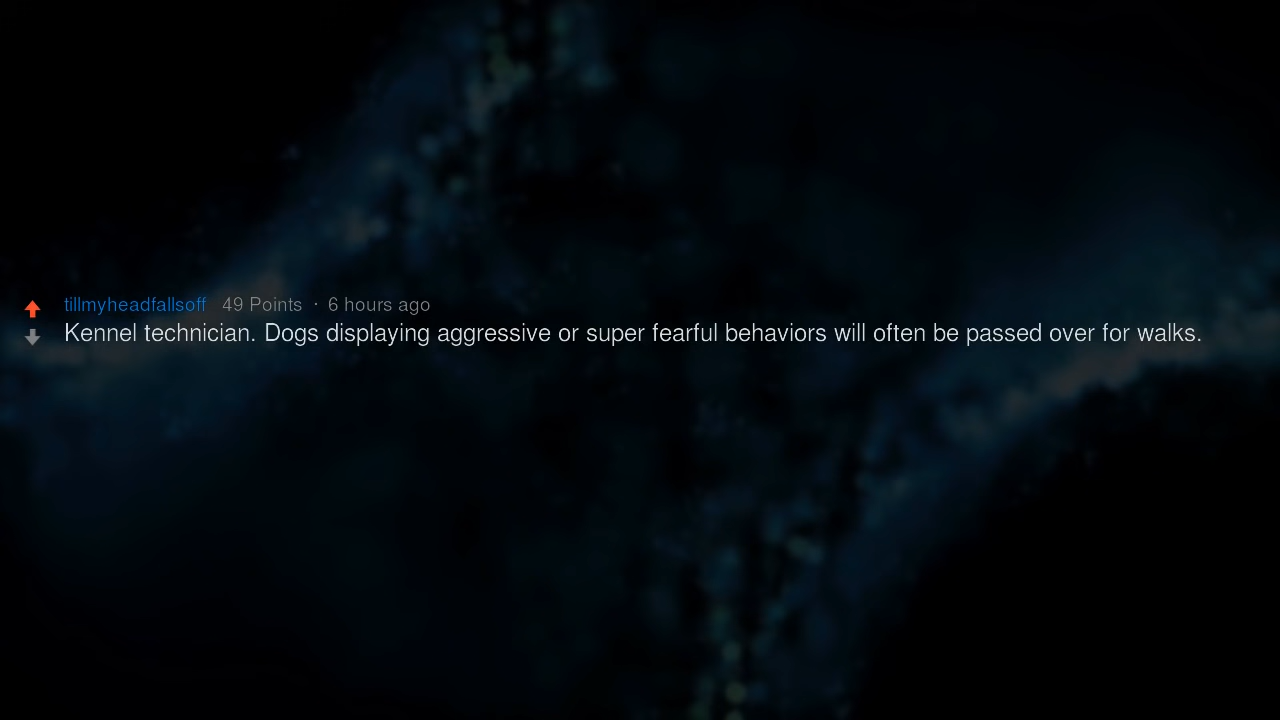 tillmyheadfallsoff 49 Points · 6 hours ago
Kennel technician. Dogs displaying aggressive or super fearful behaviors will often be passed over for walks.